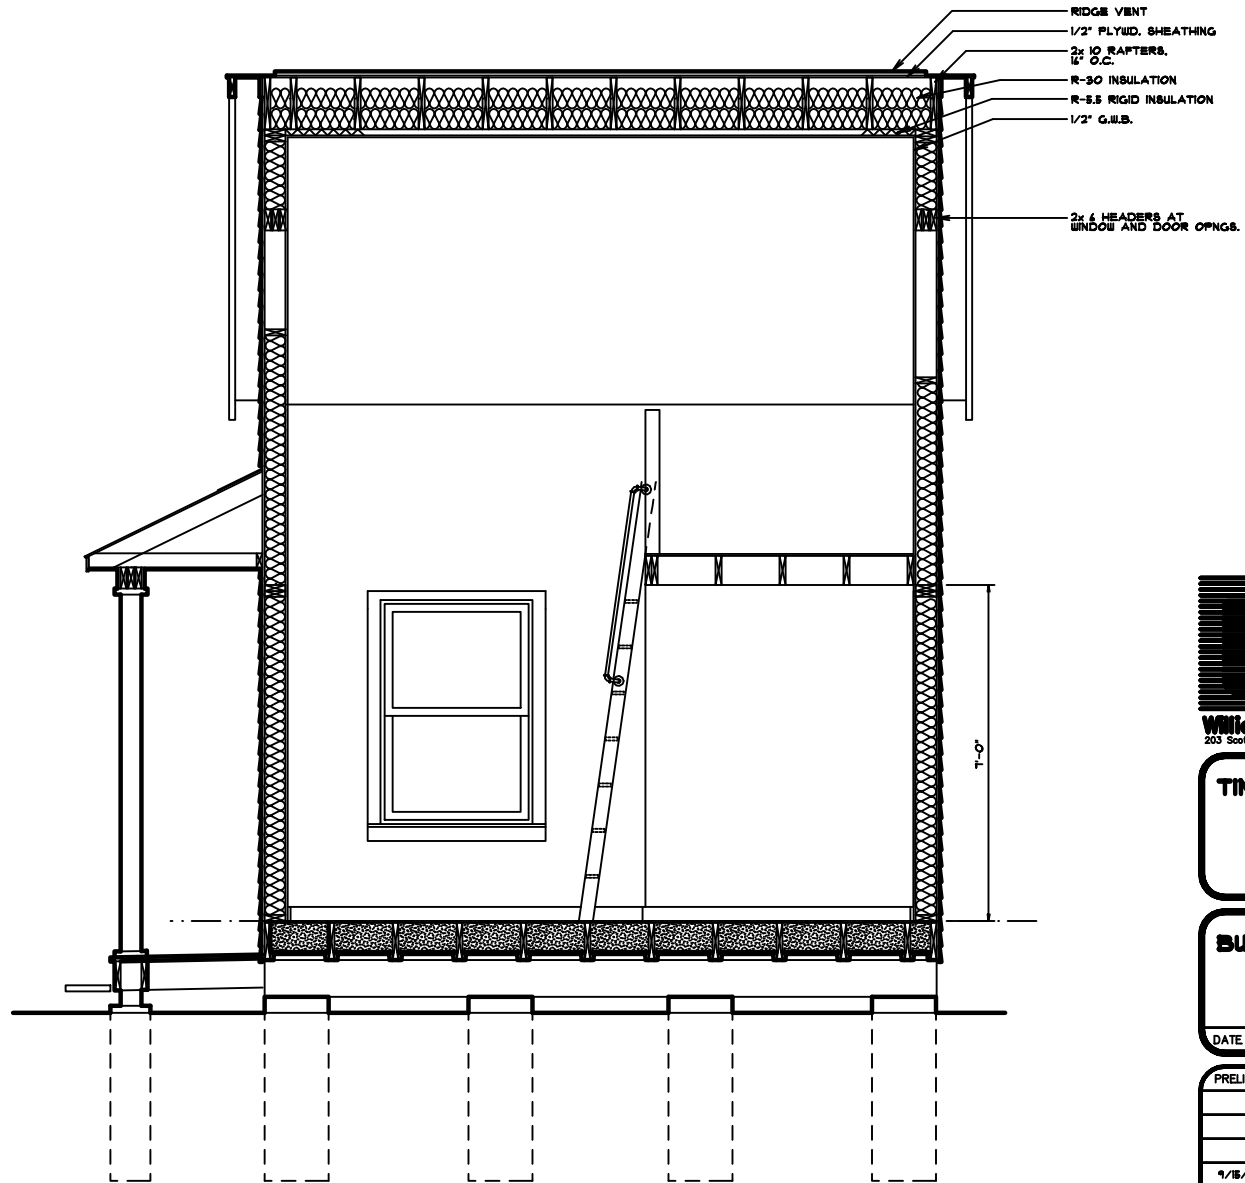 RIDGE VENT
1/2" PLYWD. SHEATHING
2x 10 RAFTERS,
16" O.C.
R-30 INSULATION
R-5.5 RIGID INSULATION
1/2" G.W.B.
2x 6 HEADERS AT
WINDOW AND DOOR OPNGS.
7'-0"
203
DATE